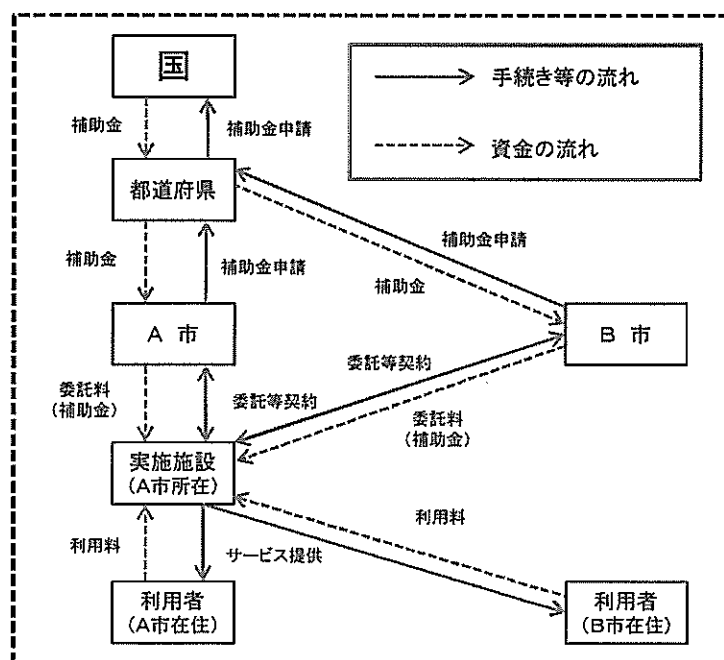 国
手続き等の流れ
補助金
補助金申請
資金の流れ
都道府県
補助金申請
補助金
補助金申請
補助金
A 市
B 市
委託料
(補助金)
委託等契約
委託等契約
委託料
(補助金)
実施施設
(A市所在)
利用料
利用料
サービス提供
利用者
(A市在住)
利用者
(B市在住)